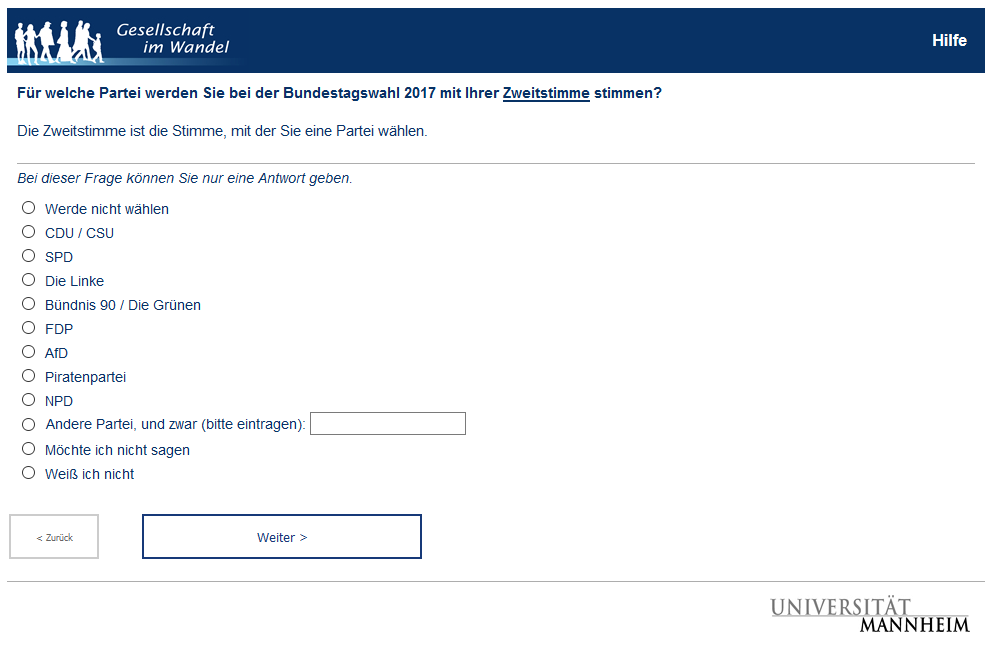 Gesellschaft
im Wandel
Hilfe
Für welche Partei werden Sie bei der Bundestagswahl 2017 mit Ihrer Zweitstimme stimmen?
Die Zweitstimme ist die Stimme, mit der Sie eine Partei wählen.
Bei dieser Frage können Sie nur eine Antwort geben.
Werde nicht wählen
CDU / CSU
SPD
Die Linke
Bündnis 90 / Die Grünen
FDP
AfD
Piratenpartei
NPD
Andere Partei, und zwar (bitte eintragen):
Möchte ich nicht sagen
Weiß ich nicht
< Zurück
Weiter >
UNIVERSITÄT
MANNHEIM